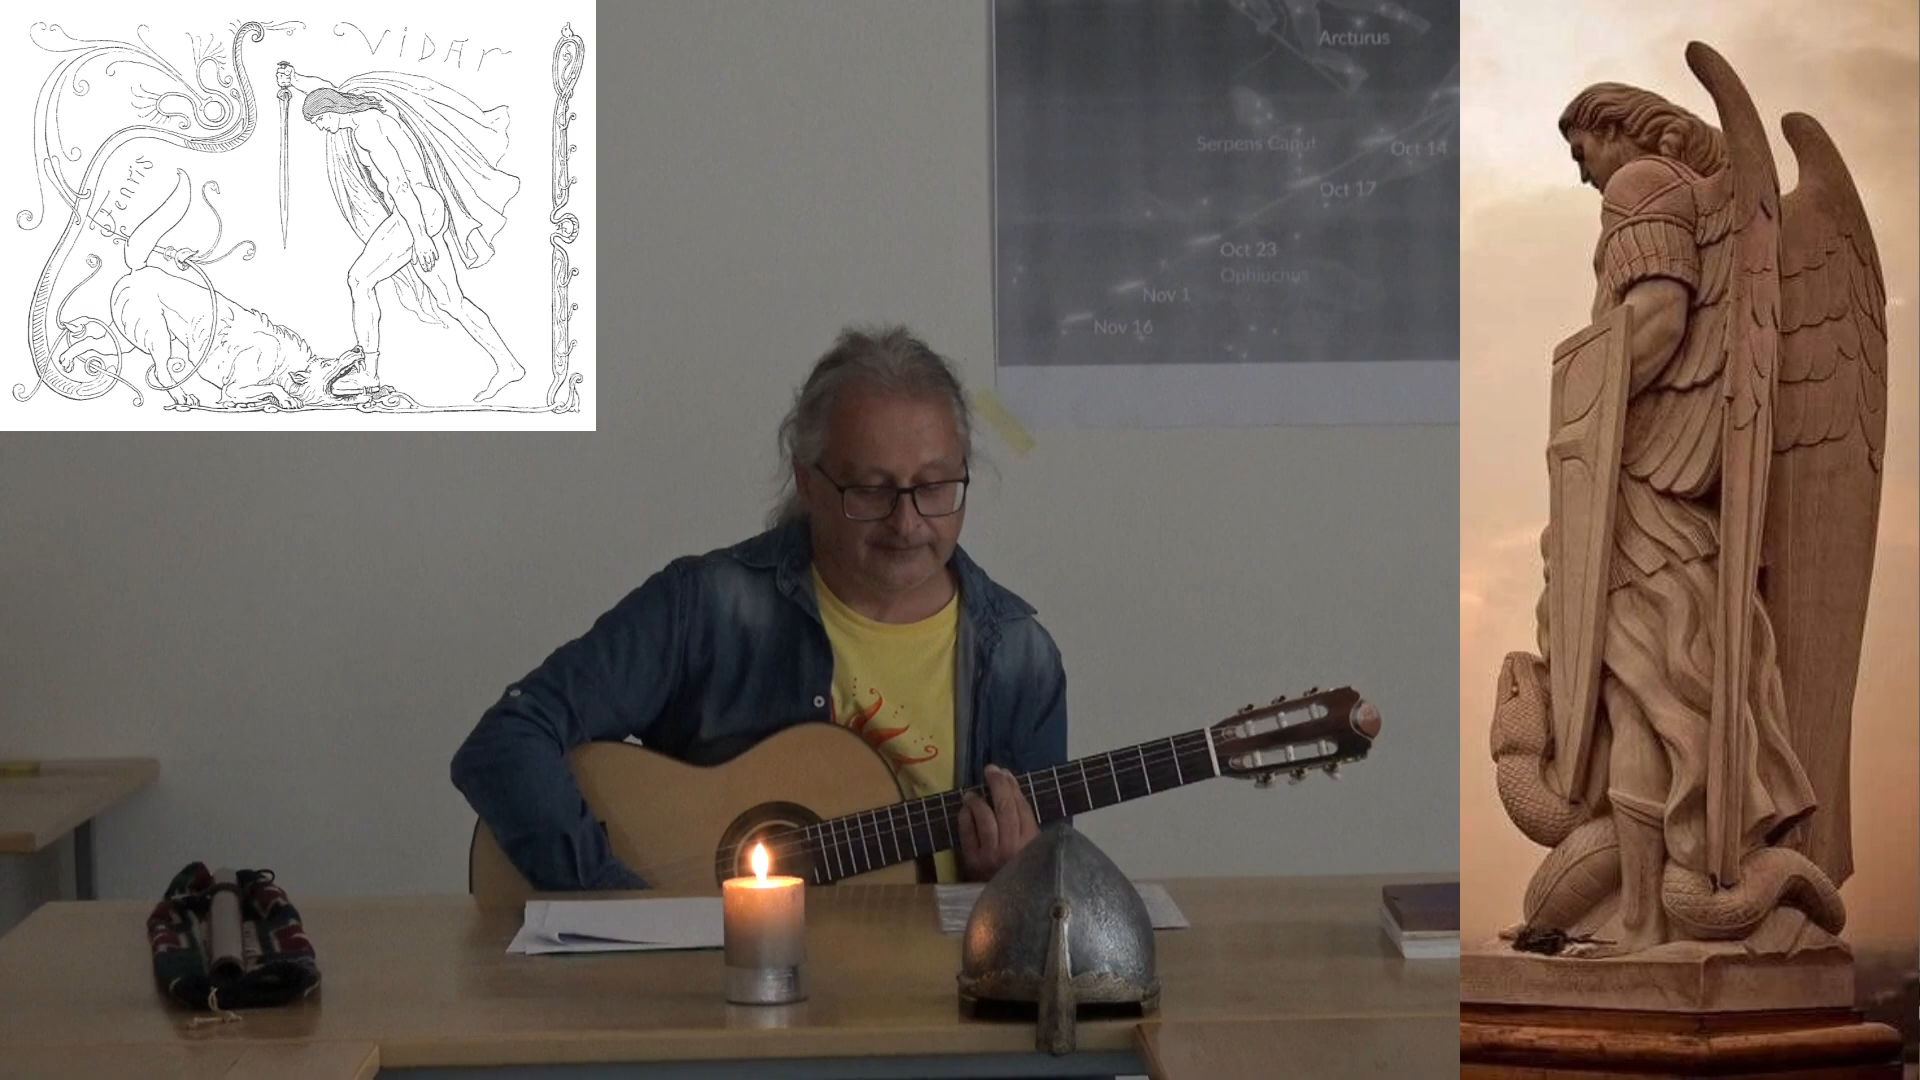 VIDAr
fenris
Arcturus
Serpens Caput
Oct 14
Oct 17
Oct 23
Ophiuchus
Nov 1
Nov 16